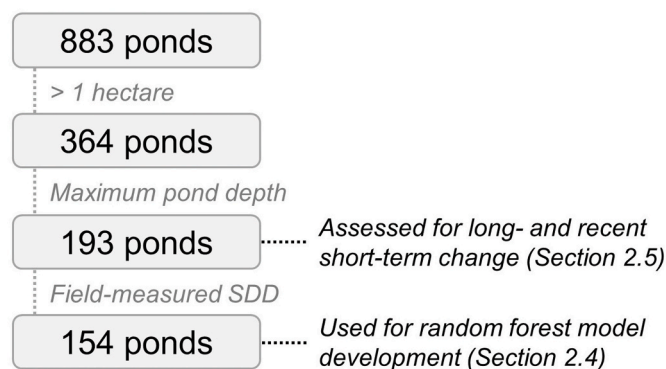 883 ponds
> 1 hectare
364 ponds
Maximum pond depth
193 ponds
Assessed for long- and recent
short-term change (Section 2.5)
Field-measured SDD
154 ponds
Used for random forest model
development (Section 2.4)